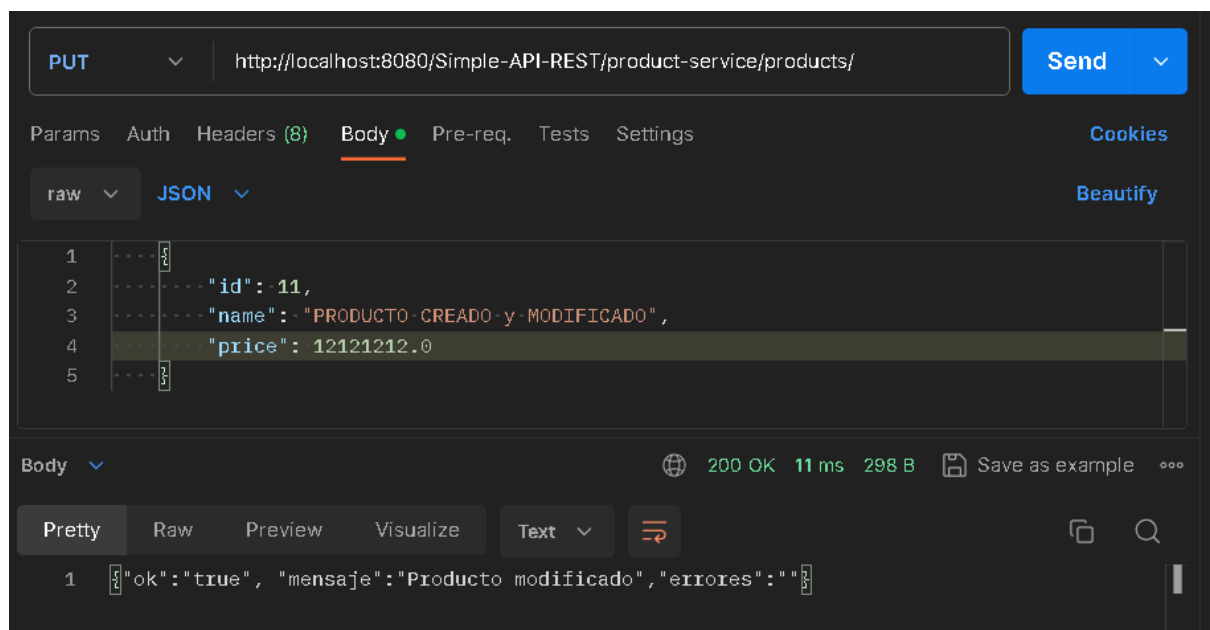 PUT http://localhost:8080/Simple-API-REST/product-service/products/ Send
Params Auth Headers (8) Body Pre-req. Tests Settings Cookies
raw JSON Beautify
1 {
2 "id": 11,
3 "name": "PRODUCTO CREADO y MODIFICADO",
4 "price": 12121212.0
5 }
Body 200 OK 11 ms 298 B Save as example
Pretty Raw Preview Visualize Text
1 {"ok":"true", "mensaje":"Producto modificado","errores":""}